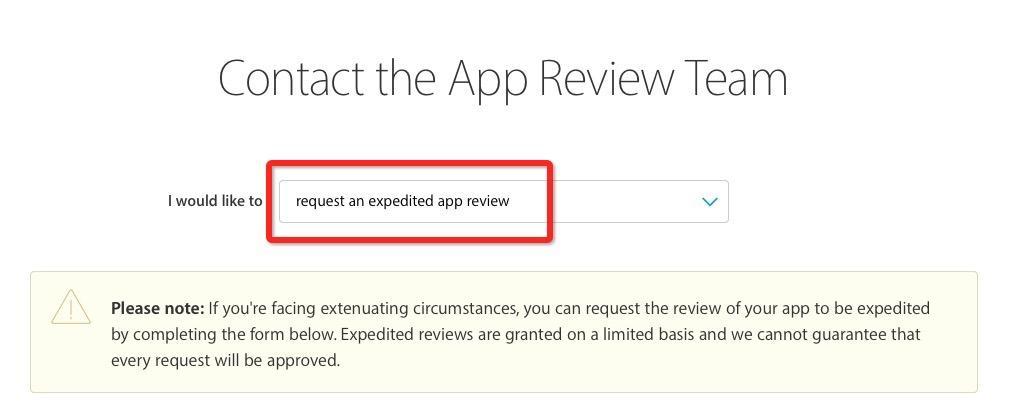 Contact the App Review Team
I would like to request an expedited app review
Please note: If you're facing extenuating circumstances, you can request the review of your app to be expedited
by completing the form below. Expedited reviews are granted on a limited basis and we cannot guarantee that
every request will be approved.